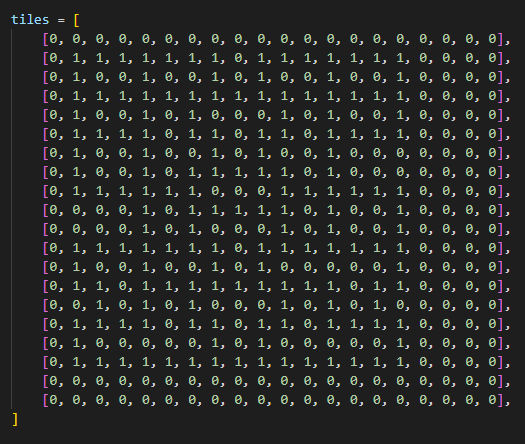 tiles = [
[0, 0, 0, 0, 0, 0, 0, 0, 0, 0, 0, 0, 0, 0, 0, 0, 0, 0, 0, 0],
[0, 1, 1, 1, 1, 1, 1, 1, 0, 1, 1, 1, 1, 1, 1, 1, 0, 0, 0, 0],
[0, 1, 0, 0, 1, 0, 0, 1, 0, 1, 0, 0, 1, 0, 0, 1, 0, 0, 0, 0],
[0, 1, 1, 1, 1, 1, 1, 1, 1, 1, 1, 1, 1, 1, 1, 1, 0, 0, 0, 0],
[0, 1, 0, 0, 1, 0, 1, 0, 0, 0, 1, 0, 1, 0, 0, 1, 0, 0, 0, 0],
[0, 1, 1, 1, 1, 0, 1, 1, 0, 1, 1, 0, 1, 1, 1, 1, 0, 0, 0, 0],
[0, 1, 0, 0, 1, 0, 0, 1, 0, 1, 0, 0, 1, 0, 0, 0, 0, 0, 0, 0],
[0, 1, 0, 0, 1, 0, 1, 1, 1, 1, 1, 0, 1, 0, 0, 0, 0, 0, 0, 0],
[0, 1, 1, 1, 1, 1, 1, 0, 0, 0, 1, 1, 1, 1, 1, 1, 0, 0, 0, 0],
[0, 0, 0, 0, 1, 0, 1, 1, 1, 1, 1, 0, 1, 0, 0, 1, 0, 0, 0, 0],
[0, 0, 0, 0, 1, 0, 1, 0, 0, 0, 1, 0, 1, 0, 0, 1, 0, 0, 0, 0],
[0, 1, 1, 1, 1, 1, 1, 1, 0, 1, 1, 1, 1, 1, 1, 1, 0, 0, 0, 0],
[0, 1, 0, 0, 1, 0, 0, 1, 0, 1, 0, 0, 0, 0, 0, 1, 0, 0, 0, 0],
[0, 1, 1, 0, 1, 1, 1, 1, 1, 1, 1, 1, 1, 0, 1, 1, 0, 0, 0, 0],
[0, 0, 1, 0, 1, 0, 1, 0, 0, 0, 1, 0, 1, 0, 1, 0, 0, 0, 0, 0],
[0, 1, 1, 1, 1, 0, 1, 1, 0, 1, 1, 0, 1, 1, 1, 1, 0, 0, 0, 0],
[0, 1, 0, 0, 0, 0, 0, 1, 0, 1, 0, 0, 0, 0, 0, 1, 0, 0, 0, 0],
[0, 1, 1, 1, 1, 1, 1, 1, 1, 1, 1, 1, 1, 1, 1, 1, 0, 0, 0, 0],
[0, 0, 0, 0, 0, 0, 0, 0, 0, 0, 0, 0, 0, 0, 0, 0, 0, 0, 0, 0],
[0, 0, 0, 0, 0, 0, 0, 0, 0, 0, 0, 0, 0, 0, 0, 0, 0, 0, 0, 0],
]